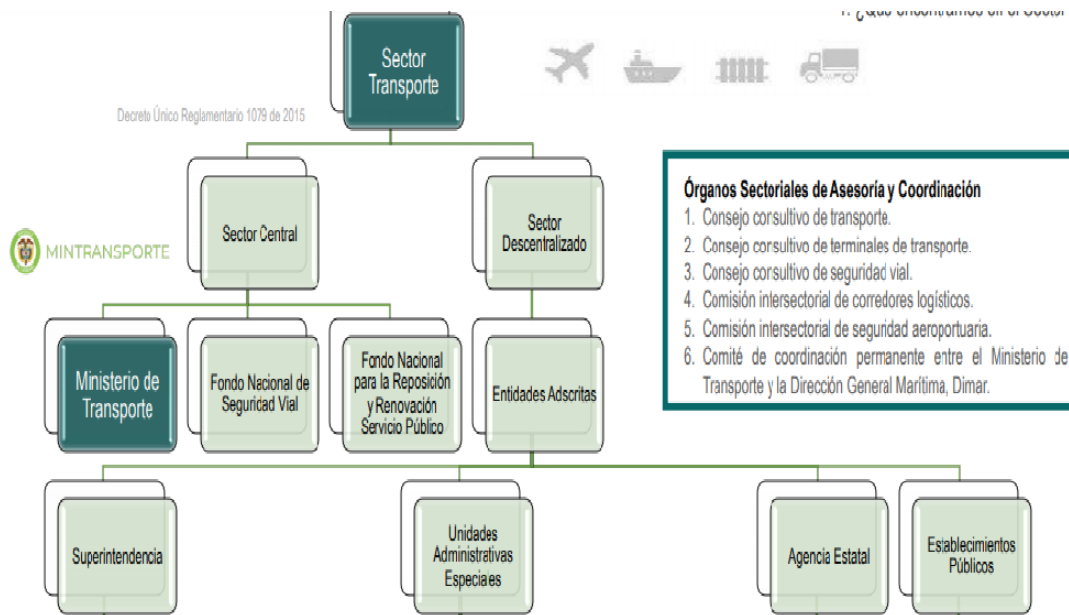 Sector
Transporte
Decreto Único Reglamentario 1079 de 2015
MINTRANSPORTE
Sector Central
Sector
Descentralizado
Órganos Sectoriales de Asesoría y Coordinación
1. Consejo consultivo de transporte.
2. Consejo consultivo de terminales de transporte.
3. Consejo consultivo de seguridad vial.
4. Comisión intersectorial de corredores logísticos.
5. Comisión intersectorial de seguridad aeroportuaria.
6. Comité de coordinación permanente entre el Ministerio de
Transporte y la Dirección General Marítima, Dimar.
Ministerio de
Transporte
Fondo Nacional de
Seguridad Vial
Fondo Nacional
para la Reposición
y Renovación
Servicio Público
Entidades Adscritas
Superintendencia
Unidades
Administrativas
Especiales
Agencia Estatal
Establecimientos
Públicos